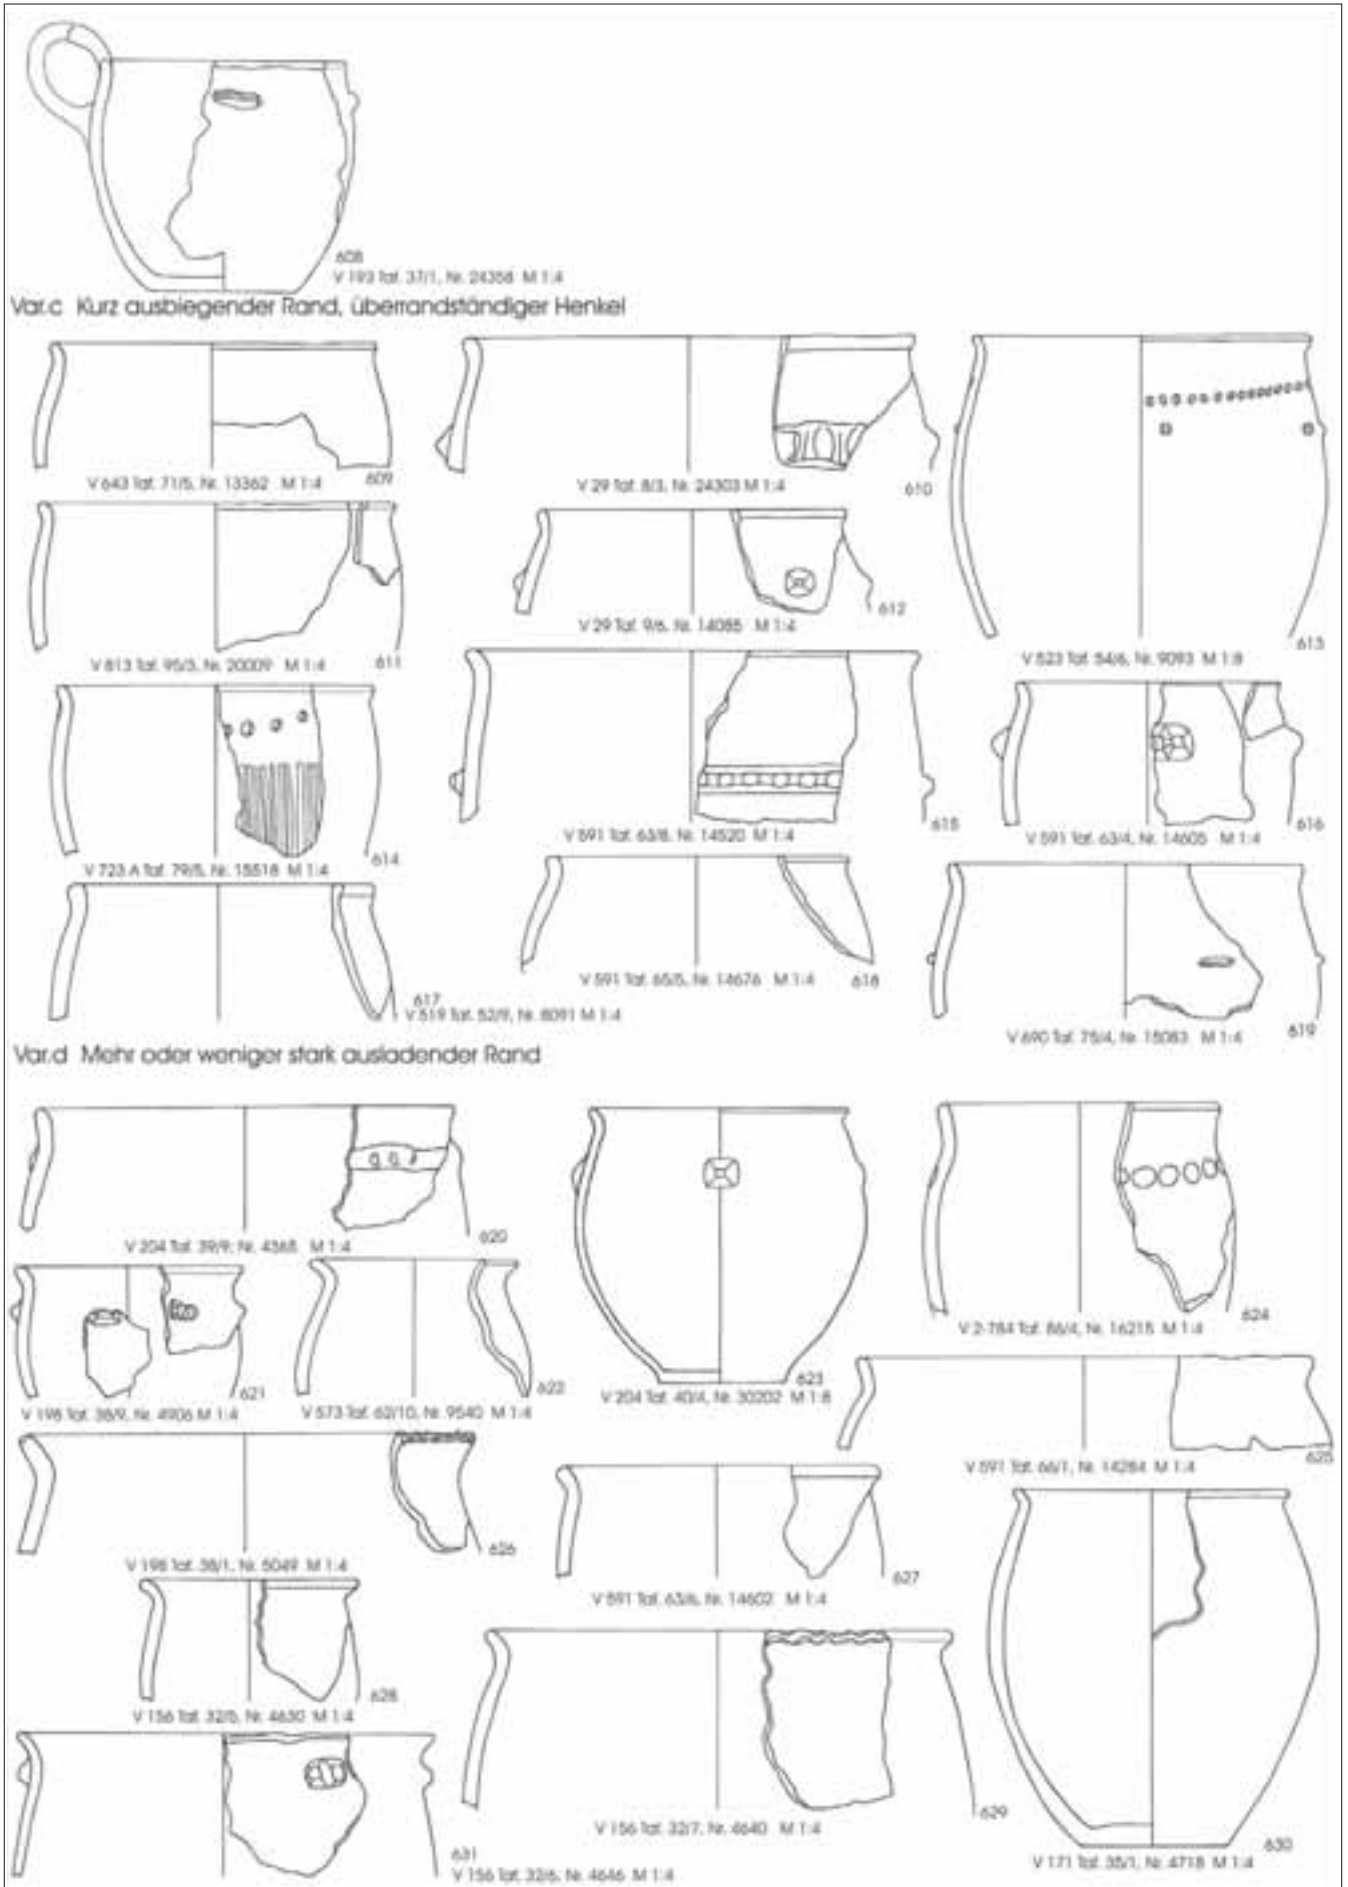 608
V 193 Taf. 37/1, Nr. 24358 M 1:4
Var.c Kurz ausbiegender Rand, überrandständiger Henkel
V 643 Taf. 71/5, Nr. 13362 M 1:4
609
V 29 Taf. 8/3, Nr. 24303 M 1:4
610
V 813 Taf. 95/3, Nr. 20009 M 1:4
611
V 29 Taf. 9/6, Nr. 14085 M 1:4
612
V 523 Taf. 54/6, Nr. 9093 M 1:8
613
V 723 A Taf. 79/5, Nr. 15518 M 1:4
614
V 591 Taf. 63/8, Nr. 14520 M 1:4
615
V 591 Taf. 63/4, Nr. 14605 M 1:4
616
617
V 519 Taf. 52/9, Nr. 8091 M 1:4
V 591 Taf. 65/5, Nr. 14676 M 1:4
618
V 690 Taf. 75/4, Nr. 15083 M 1:4
619
Var.d Mehr oder weniger stark ausladender Rand
V 204 Taf. 39/9, Nr. 4365 M 1:4
620
V 198 Taf. 38/9, Nr. 4906 M 1:4
621
V 573 Taf. 62/10, Nr. 9540 M 1:4
622
623
V 204 Taf. 40/4, Nr. 30202 M 1:8
V 2-784 Taf. 86/4, Nr. 16215 M 1:4
624
V 591 Taf. 66/1, Nr. 14284 M 1:4
625
V 198 Taf. 38/1, Nr. 5049 M 1:4
626
V 591 Taf. 63/6, Nr. 14602 M 1:4
627
V 156 Taf. 32/5, Nr. 4630 M 1:4
628
V 156 Taf. 32/7, Nr. 4640 M 1:4
629
V 171 Taf. 35/1, Nr. 4718 M 1:4
630
631
V 156 Taf. 32/6, Nr. 4646 M 1:4